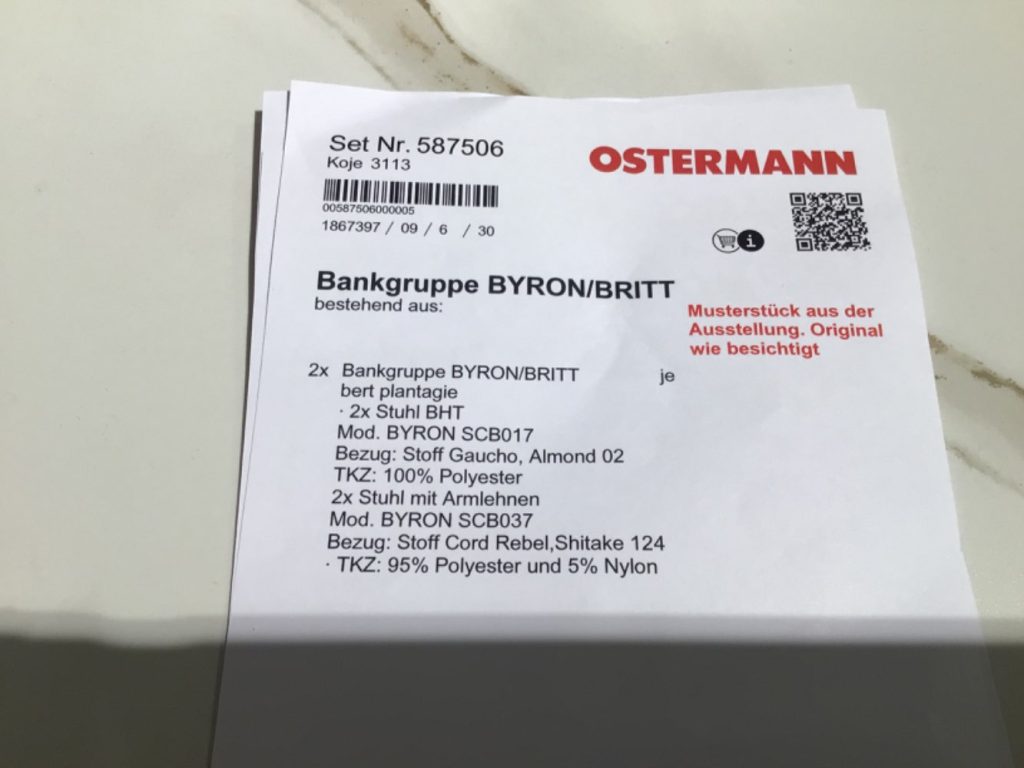 Set Nr. 587506
Koje 3113
OSTERMANN
00587506000005
1867397 / 09 / 6 / 30
i
Bankgruppe BYRON/BRITT
bestehend aus:
Musterstück aus der
Ausstellung. Original
wie besichtigt
2x Bankgruppe BYRON/BRITT je
bert plantagie
· 2x Stuhl BHT
Mod. BYRON SCB017
Bezug: Stoff Gaucho, Almond 02
TKZ: 100% Polyester
2x Stuhl mit Armlehnen
Mod. BYRON SCB037
Bezug: Stoff Cord Rebel,Shitake 124
· TKZ: 95% Polyester und 5% Nylon